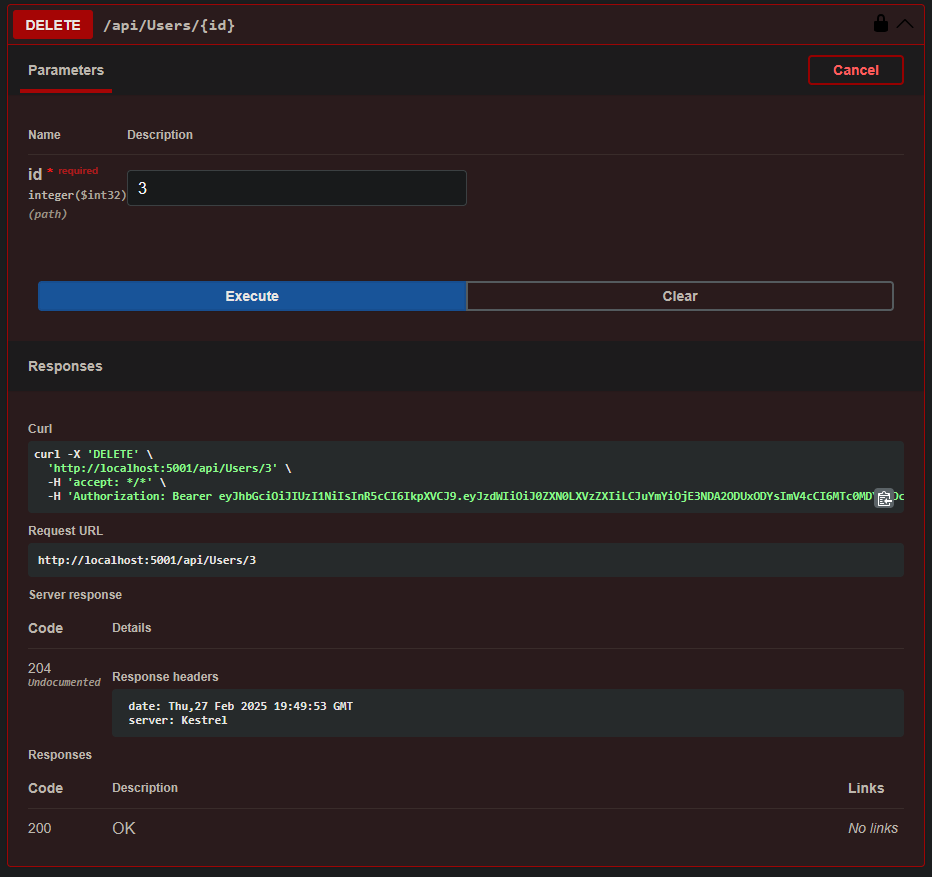 DELETE /api/Users/{id}
Parameters
Cancel
Name Description
id * required
integer($int32)
(path)
3
Execute Clear
Responses
Curl
curl -X 'DELETE' \
'http://localhost:5001/api/Users/3' \
-H 'accept: */*' \
-H 'Authorization: Bearer eyJhbGciOiJIUzI1NiIsInR5cCI6IkpXVCJ9.eyJzdWIiOiJ0ZXN0LXVzZXIiLCJuYmYiOjE3NDA2ODUxODYsImV4cCI6MTc0MD
Request URL
http://localhost:5001/api/Users/3
Server response
Code Details
204
Undocumented
Response headers
date: Thu,27 Feb 2025 19:49:53 GMT
server: Kestrel
Responses
Code Description Links
200 OK No links